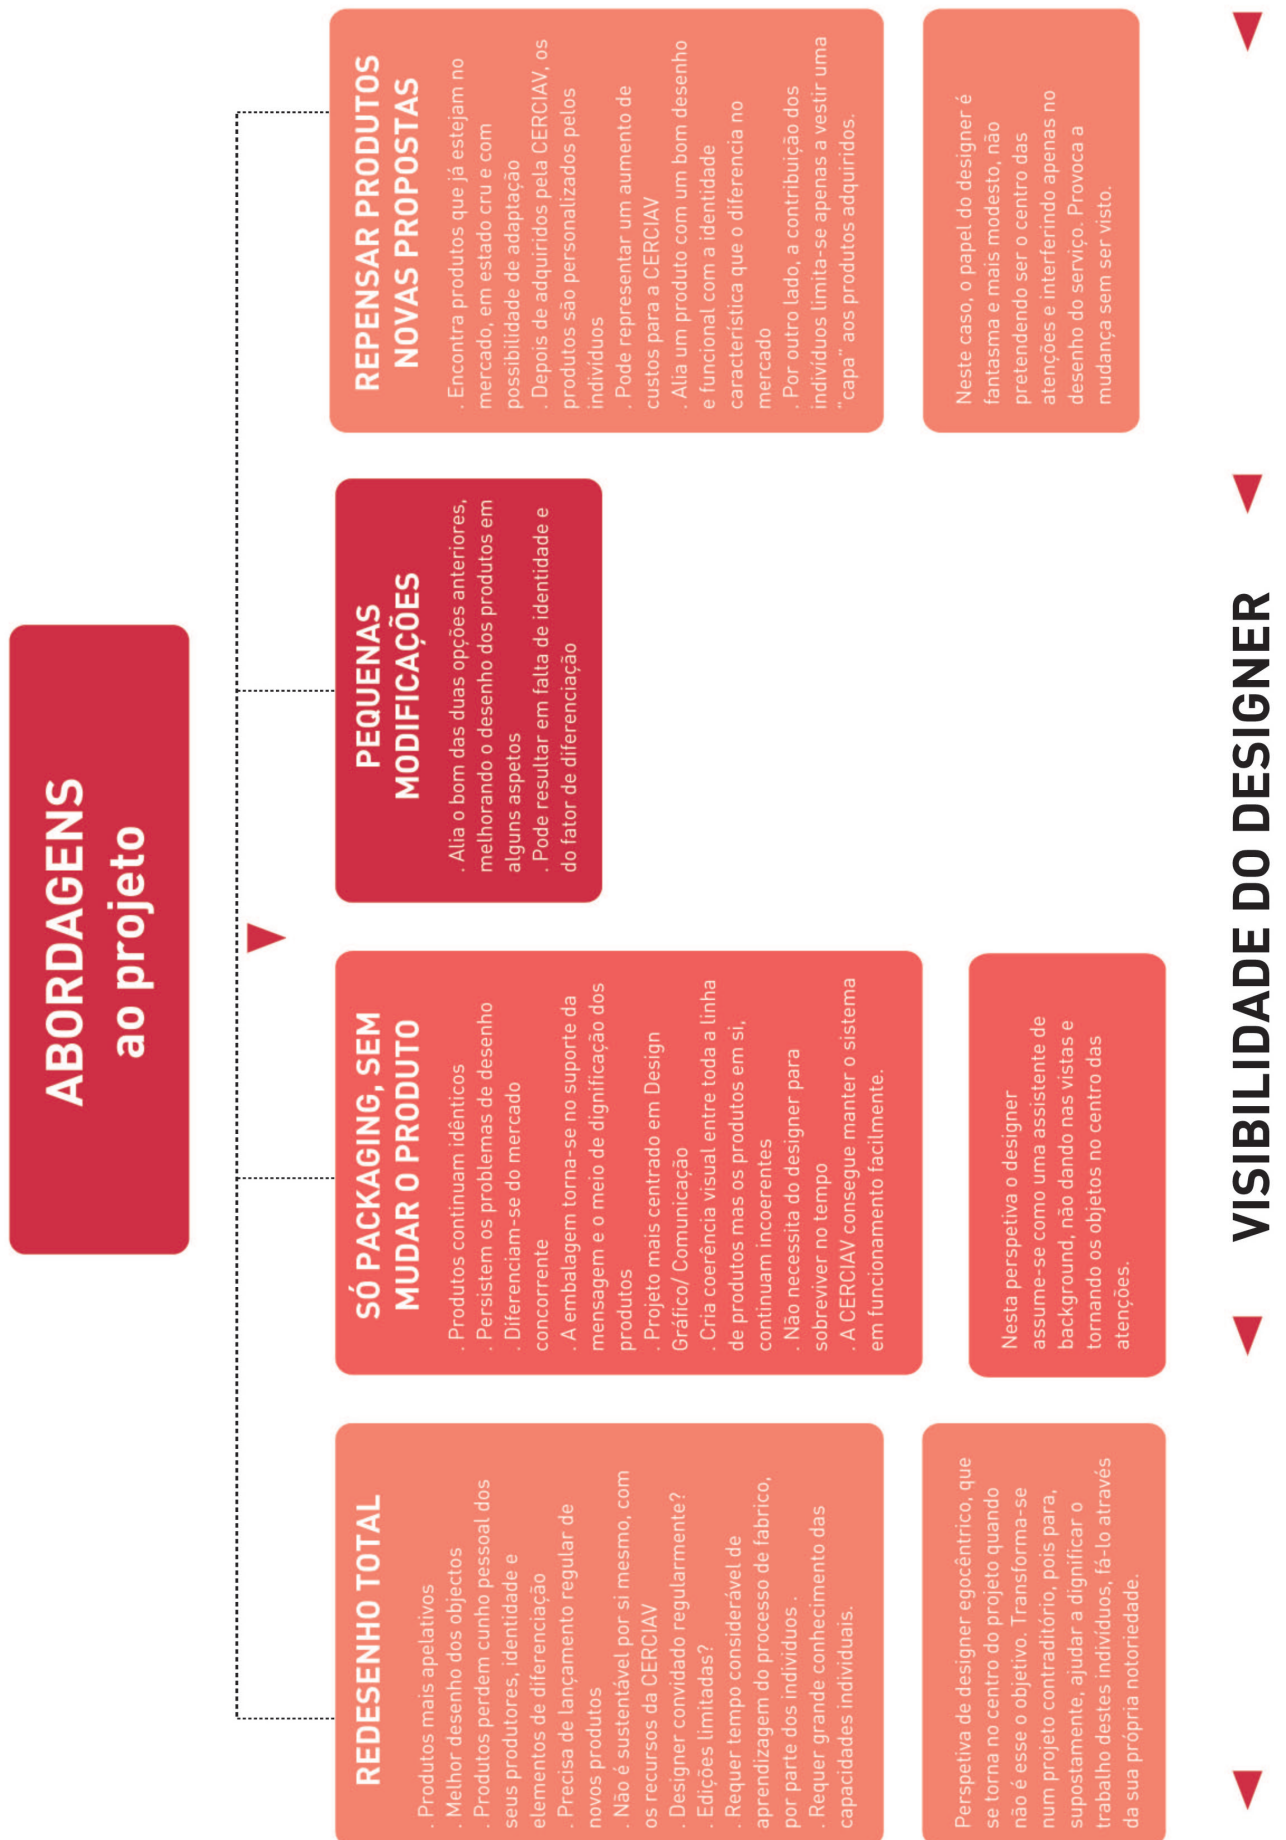 ABORDAGENS
ao projeto
REDESENHO TOTAL
. Produtos mais apelativos
. Melhor desenho dos objectos
. Produtos perdem cunho pessoal dos
seus produtores, identidade e
elementos de diferenciação
. Precisa de lançamento regular de
novos produtos
. Não é sustentável por si mesmo, com
os recursos da CERCIAV
. Designer convidado regularmente?
. Edições limitadas?
. Requer tempo considerável de
aprendizagem do processo de fabrico,
por parte dos individuos .
. Requer grande conhecimento das
capacidades individuais.
Perspetiva de designer egocêntrico, que
se torna no centro do projeto quando
não é esse o objetivo. Transforma-se
num projeto contraditório, pois para,
supostamente, ajudar a dignificar o
trabalho destes indivíduos, fá-lo através
da sua própria notoriedade.
SÓ PACKAGING, SEM
MUDAR O PRODUTO
. Produtos continuam idênticos
. Persistem os problemas de desenho
. Diferenciam-se do mercado
concorrente
. A embalagem torna-se no suporte da
mensagem e o meio de dignificação dos
produtos
. Projeto mais centrado em Design
Gráfico/ Comunicação
. Cria coerência visual entre toda a linha
de produtos mas os produtos em si,
continuam incoerentes
. Não necessita do designer para
sobreviver no tempo
. A CERCIAV consegue manter o sistema
em funcionamento facilmente.
Nesta perspetiva o designer
assume-se como uma assistente de
background, não dando nas vistas e
tornando os objetos no centro das
atenções.
PEQUENAS
MODIFICAÇÕES
. Alia o bom das duas opções anteriores,
melhorando o desenho dos produtos em
alguns aspetos
. Pode resultar em falta de identidade e
do fator de diferenciação
REPENSAR PRODUTOS
NOVAS PROPOSTAS
. Encontra produtos que já estejam no
mercado, em estado cru e com
possibilidade de adaptação
. Depois de adquiridos pela CERCIAV, os
produtos são personalizados pelos
indivíduos
. Pode representar um aumento de
custos para a CERCIAV
. Alia um produto com um bom desenho
e funcional com a identidade
característica que o diferencia no
mercado
. Por outro lado, a contribuição dos
indivíduos limita-se apenas a vestir uma
“capa” aos produtos adquiridos.
Neste caso, o papel do designer é
fantasma e mais modesto, não
pretendendo ser o centro das
atenções e interferindo apenas no
desenho do serviço. Provoca a
mudança sem ser visto.
VISIBILIDADE DO DESIGNER